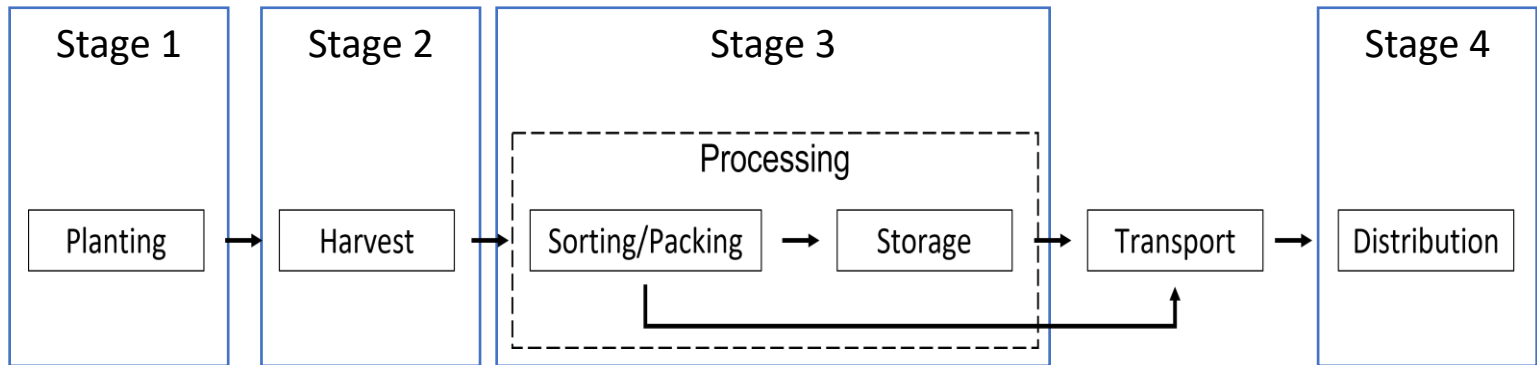 Stage 1
Stage 2
Stage 3
Stage 4
Processing
Planting
Harvest
Sorting/Packing
Storage
Transport
Distribution